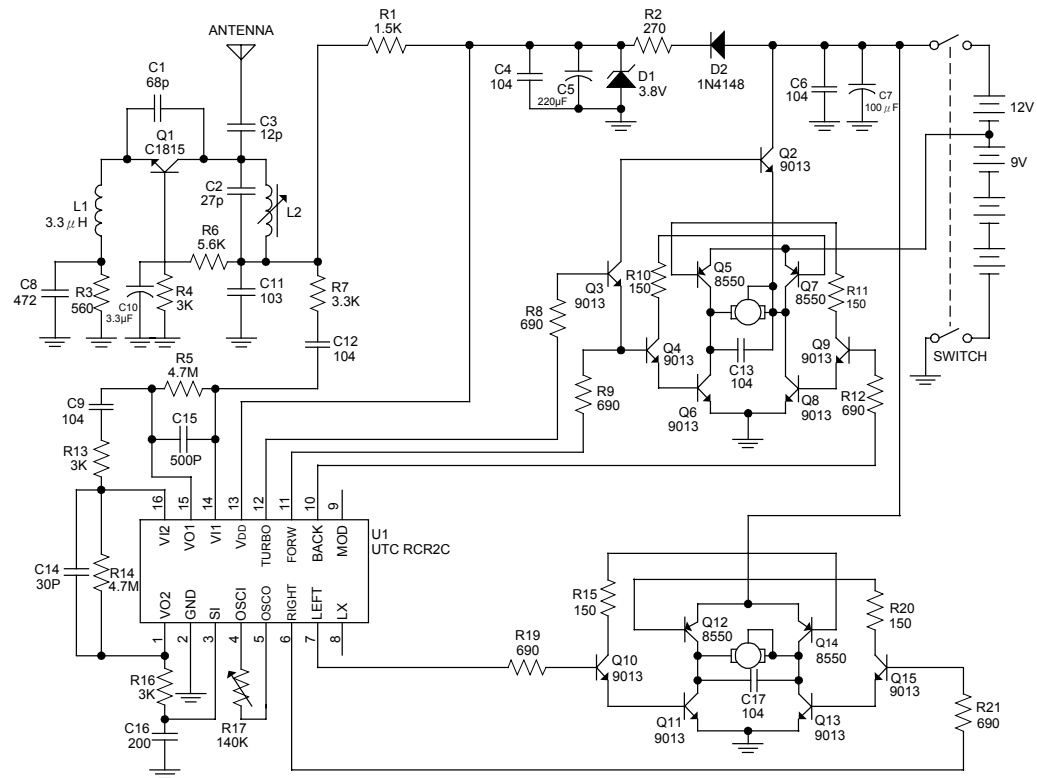 ANTENNA
R1
1.5K
R2
270
D2
1N4148
C4
104
C5
220µF
D1
3.8V
C6
104
C7
100μF
12V
9V
C1
68p
Q1
C1815
C3
12p
C2
27p
L2
L1
3.3μH
R6
5.6K
C8
472
R3
560
C10
3.3µF
R4
3K
C11
103
R7
3.3K
C12
104
Q2
9013
Q3
9013
R10
150
Q5
8550
Q7
8550
R11
150
R8
690
Q4
9013
C13
104
Q9
9013
R9
690
Q6
9013
Q8
9013
R12
690
SWITCH
R5
4.7M
C9
104
C15
500P
R13
3K
16
15
14
13
12
11
10
9
VI2
VO1
VI1
VDD
TURBO
FORW
BACK
MOD
U1
UTC RCR2C
C14
30P
R14
4.7M
VO2
GND
SI
OSCI
OSCO
RIGHT
LEFT
LX
1
2
3
4
5
6
7
8
R16
3K
C16
200
R17
140K
R19
690
R15
150
Q12
8550
Q14
8550
R20
150
Q10
9013
Q15
9013
C17
104
Q11
9013
Q13
9013
R21
690